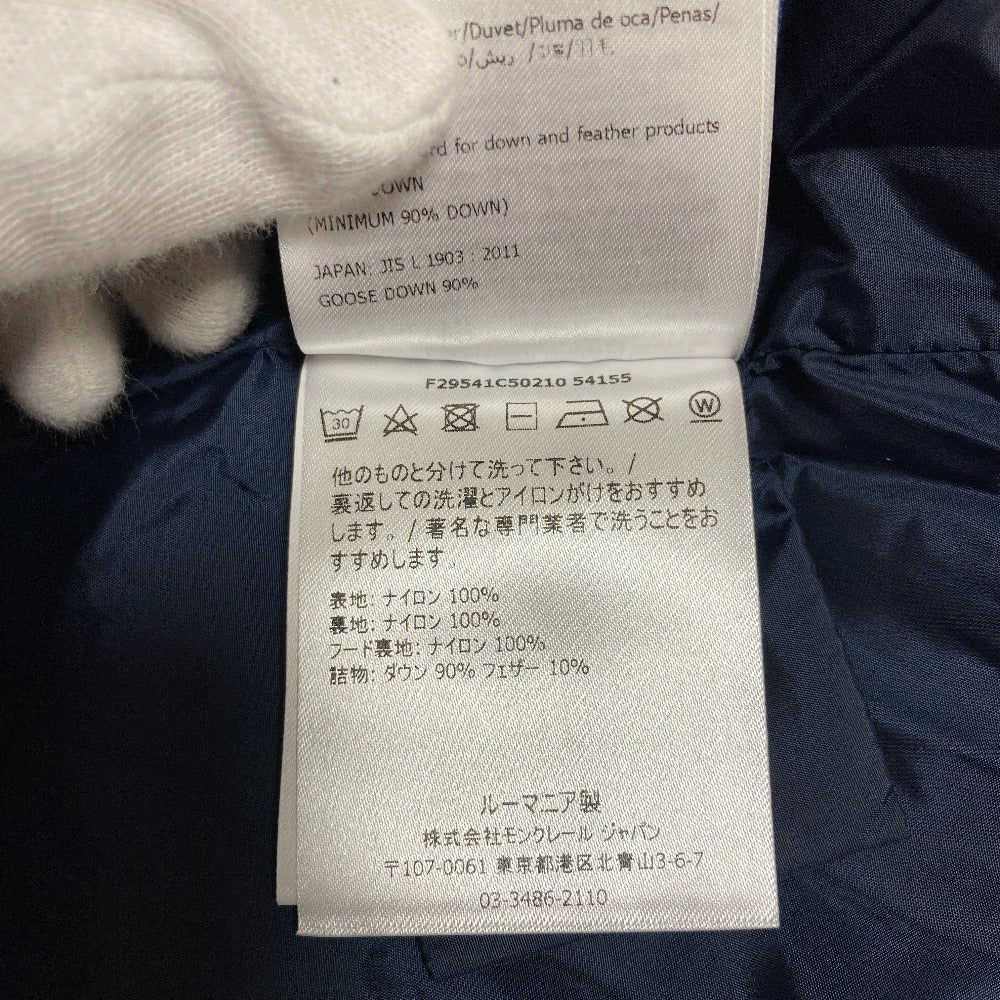 /Duvet/Pluma de oca/Penas/
ريش
for down and feather products
DOWN
(MINIMUM 90% DOWN)
JAPAN: JIS L 1903 : 2011
GOOSE DOWN 90%
F29541C50210 54155
30
W
他のものと分けて洗って下さい。/
裏返しての洗濯とアイロンがけをおすすめ
します。/ 著名な専門業者で洗うことをお
すすめします。
表地: ナイロン 100%
裏地: ナイロン 100%
フード裏地: ナイロン 100%
詰物: ダウン 90% フェザー 10%
ルーマニア製
株式会社モンクレール ジャパン
〒107-0061 東京都港区北青山3-6-7
03-3486-2110